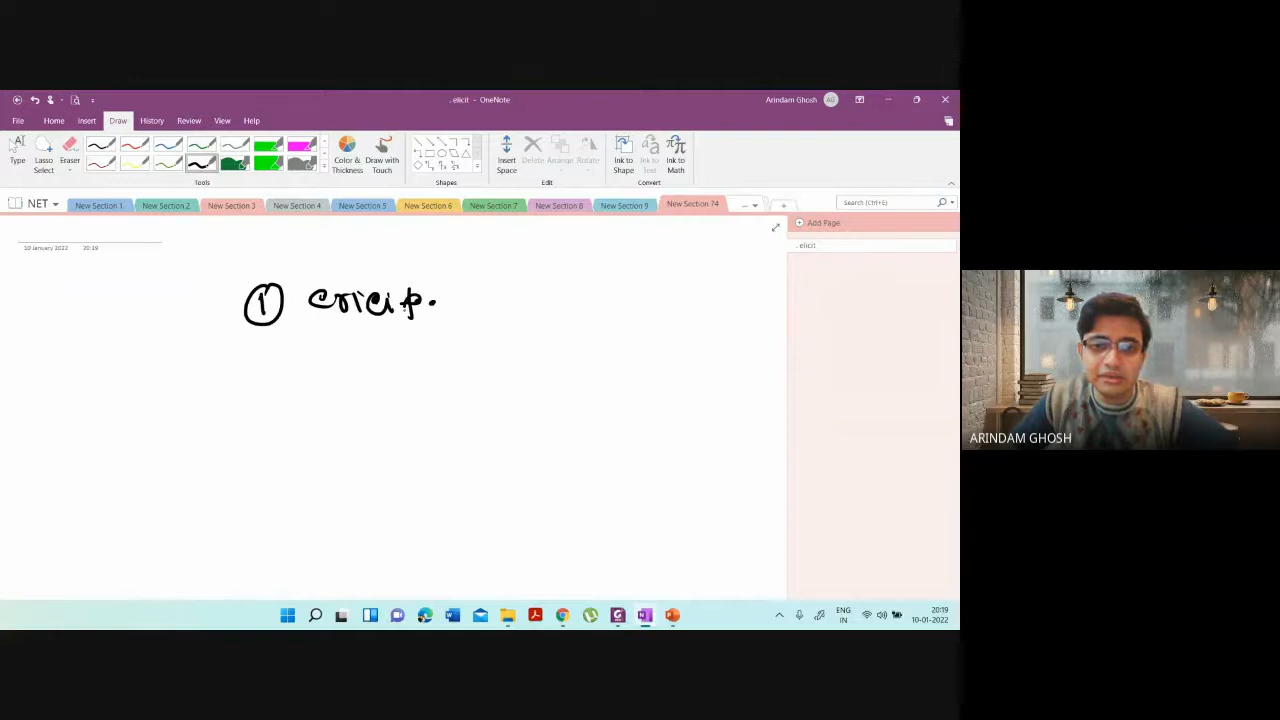 . elicit - OneNote
Arindam Ghosh AG
File Home Insert Draw History Review View Help
Type Lasso Select Eraser Color & Thickness Draw with Touch Insert Space Delete Arrange Rotate Ink to Shape Ink to Text Ink to Math
Tools Shapes Edit Convert
NET New Section 1 New Section 2 New Section 3 New Section 4 New Section 5 New Section 6 New Section 7 New Section 8 New Section 9 New Section 74 Search (Ctrl+E)
Add Page
10 January 2022 20:19
. elicit
①
ARINDAM GHOSH
ENG 20:19
IN 10-01-2022